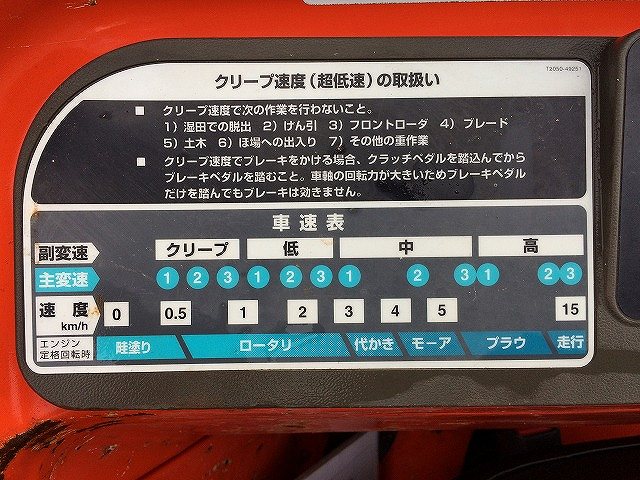 クリープ速度（超低速）の取扱い
T2050-49251
■ クリープ速度で次の作業を行わないこと。
1）湿田での脱出 2）けん引 3）フロントローダ 4）ブレード
5）土木 6）ほ場への出入り 7）その他の重作業
■ クリープ速度でブレーキをかける場合、クラッチペダルを踏込んでから
ブレーキペダルを踏むこと。車軸の回転力が大きいためブレーキペダル
だけを踏んでもブレーキは効きません。
車速表
副変速 クリープ 低 中 高
主変速 1 2 3 1 2 3 1 2 3 1 2 3
速度 km/h 0 0.5 1 2 3 4 5 15
エンジン
定格回転時 畦塗り ロータリ 代かき モーア プラウ 走行